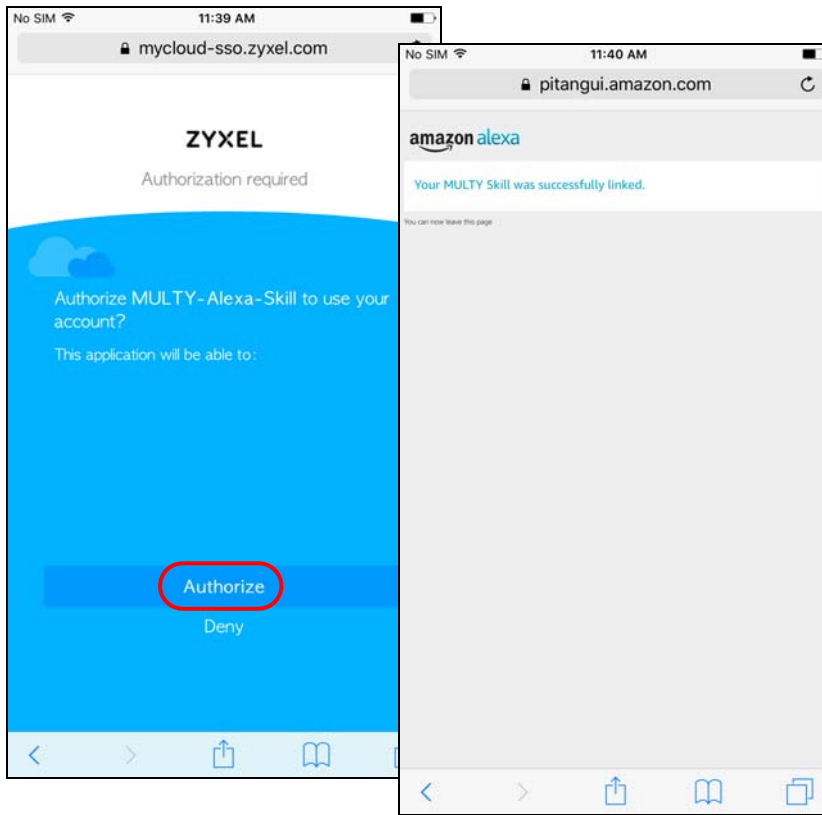 No SIM 11:39 AM
mycloud-sso.zyxel.com
ZYXEL
Authorization required
Authorize MULTY-Alexa-Skill to use your
account?
This application will be able to:
Authorize
Deny
No SIM 11:40 AM
pitangui.amazon.com
amazon alexa
Your MULTY Skill was successfully linked.
You can now leave this page